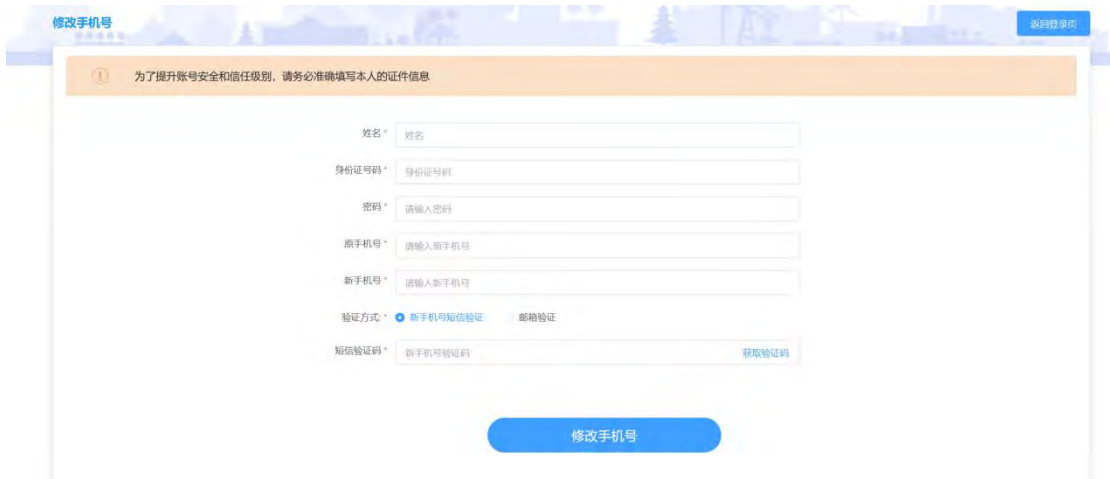 修改手机号
返回登录页
为了提升账号安全和信任级别，请务必准确填写本人的证件信息
姓名* 姓名
身份证号码* 身份证号码
密码* 请输入密码
原手机号* 请输入原手机号
新手机号* 请输入新手机号
验证方式:* 新手机号短信验证 邮箱验证
短信验证码* 新手机号验证码 获取验证码
修改手机号